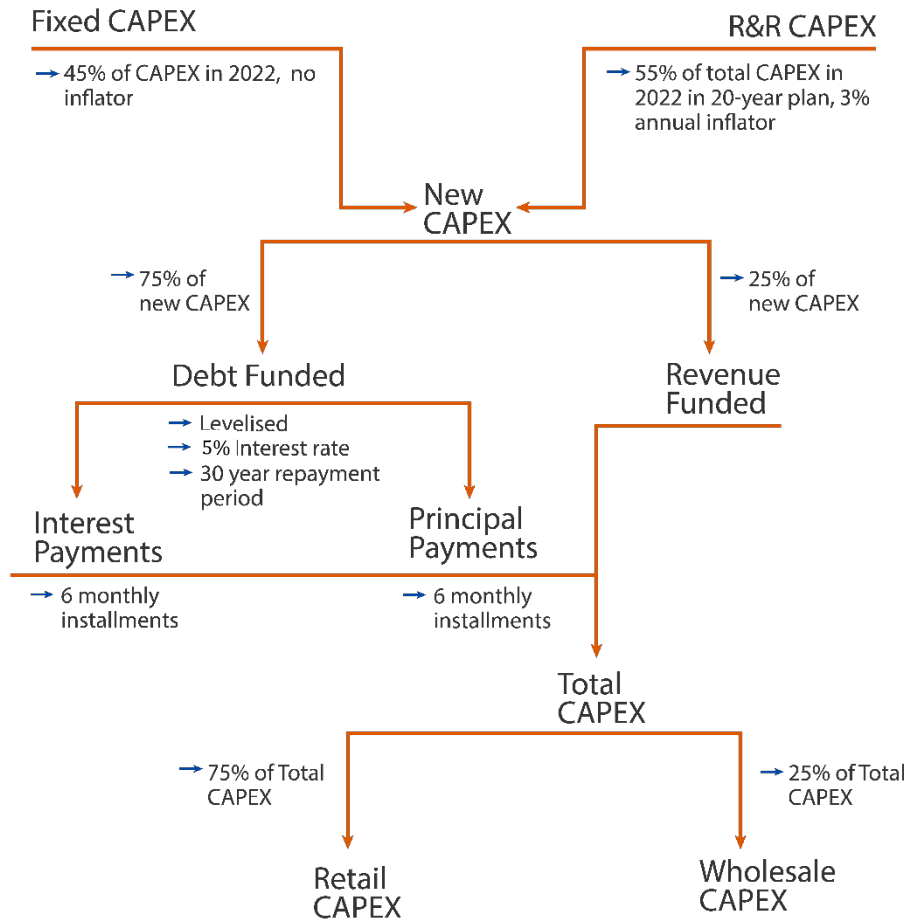 Fixed CAPEX
R&R CAPEX
45% of CAPEX in 2022, no
inflator
55% of total CAPEX in
2022 in 20-year plan, 3%
annual inflator
New
CAPEX
75% of
new CAPEX
25% of
new CAPEX
Debt Funded
Revenue
Funded
Levelised
5% Interest rate
30 year repayment
period
Interest
Payments
Principal
Payments
6 monthly
installments
6 monthly
installments
Total
CAPEX
75% of Total
CAPEX
25% of Total
CAPEX
Retail
CAPEX
Wholesale
CAPEX